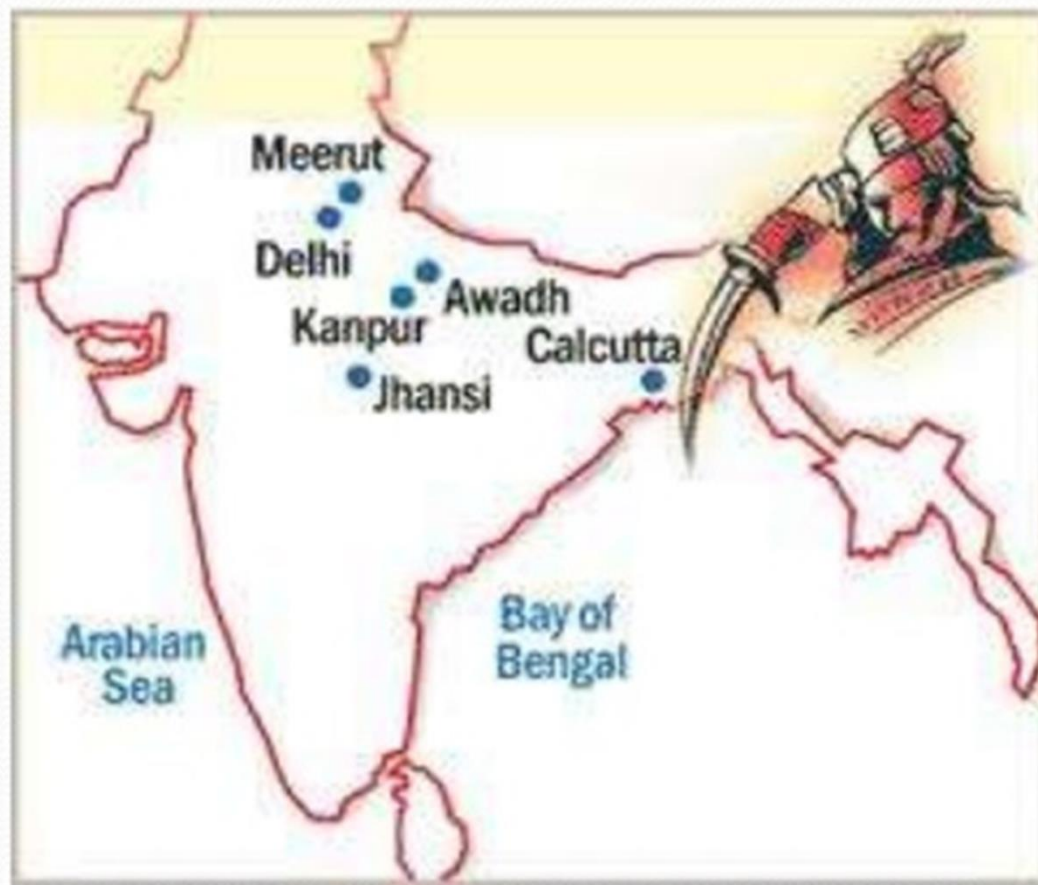 Meerut
Delhi
Awadh
Kanpur
Calcutta
Jhansi
Bay of
Bengal
Arabian
Sea